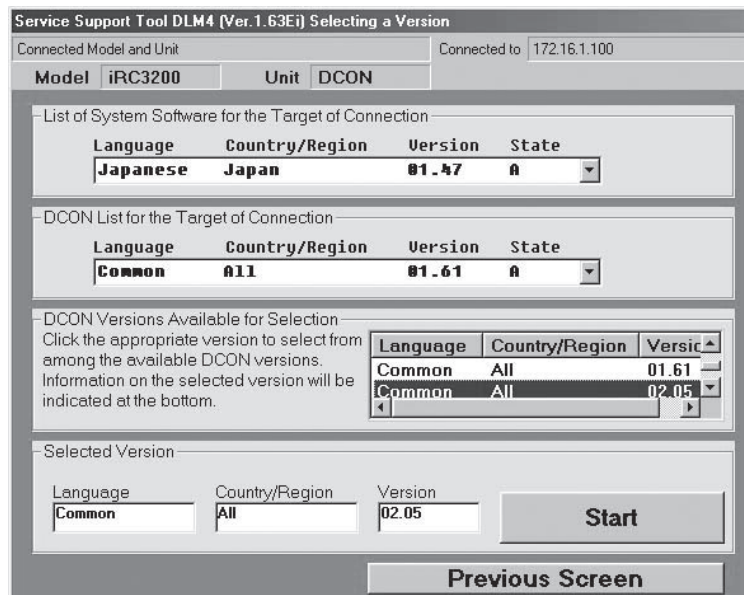 Service Support Tool DLM4 (Ver.1.63Ei) Selecting a Version
Connected Model and Unit
Connected to 172.16.1.100
Model iRC3200 Unit DCON
List of System Software for the Target of Connection
Language Country/Region Version State
Japanese Japan 01.47 A
DCON List for the Target of Connection
Language Country/Region Version State
Common All 01.61 A
DCON Versions Available for Selection
Click the appropriate version to select from
among the available DCON versions.
Information on the selected version will be
indicated at the bottom.
Language Country/Region Versic
Common All 01.61
Common All 02.05
Selected Version
Language Country/Region Version
Common All 02.05
Start
Previous Screen